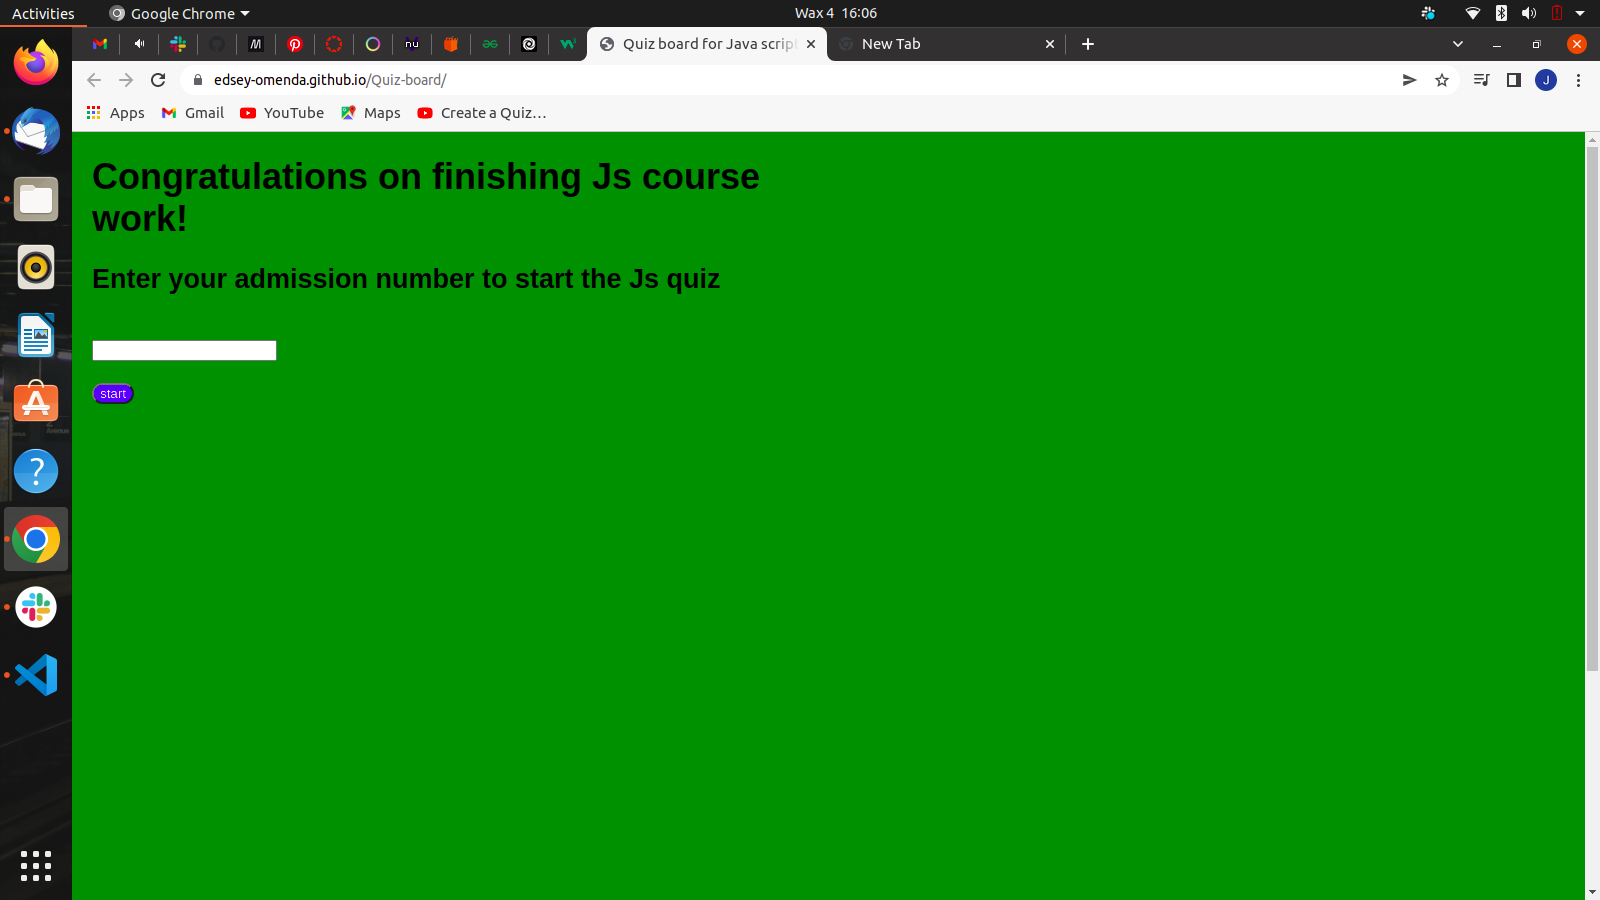 Activities
Google Chrome
Wax 4 16:06
nu
Quiz board for Java scrip
New Tab
edsey-omenda.github.io/Quiz-board/
J
Apps
Gmail
YouTube
Maps
Create a Quiz…
Congratulations on finishing Js course
work!
Enter your admission number to start the Js quiz
start